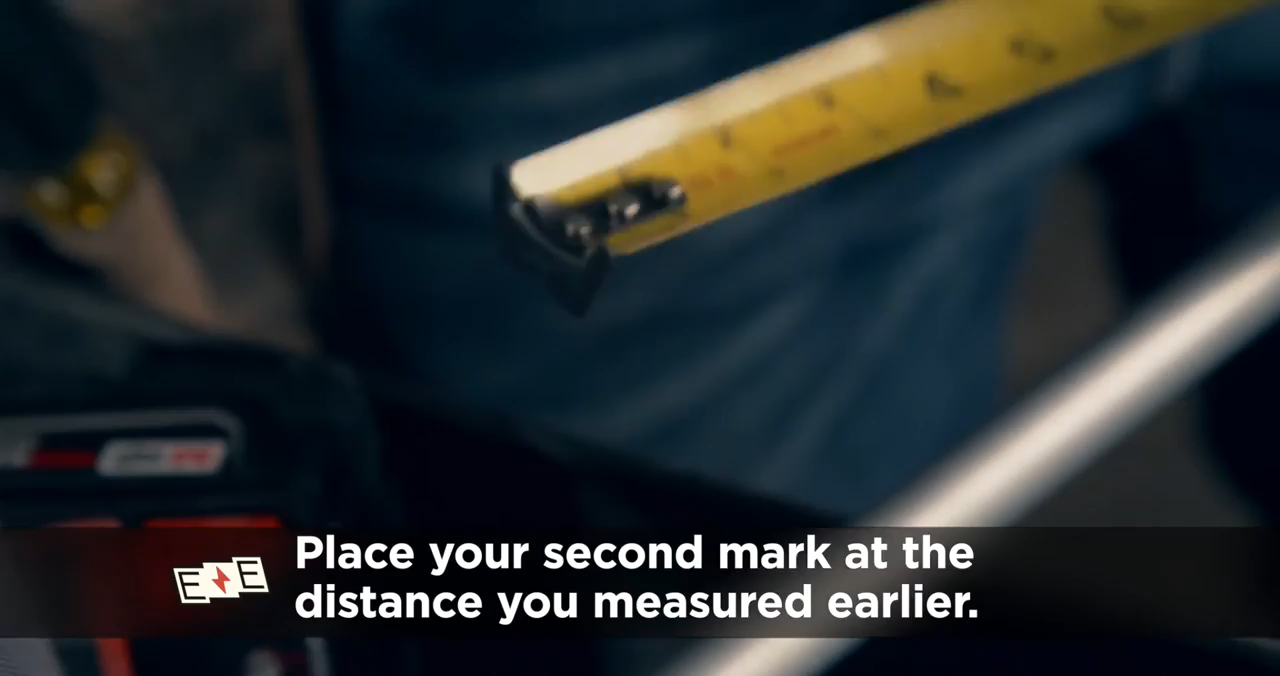 E E
Place your second mark at the
distance you measured earlier.